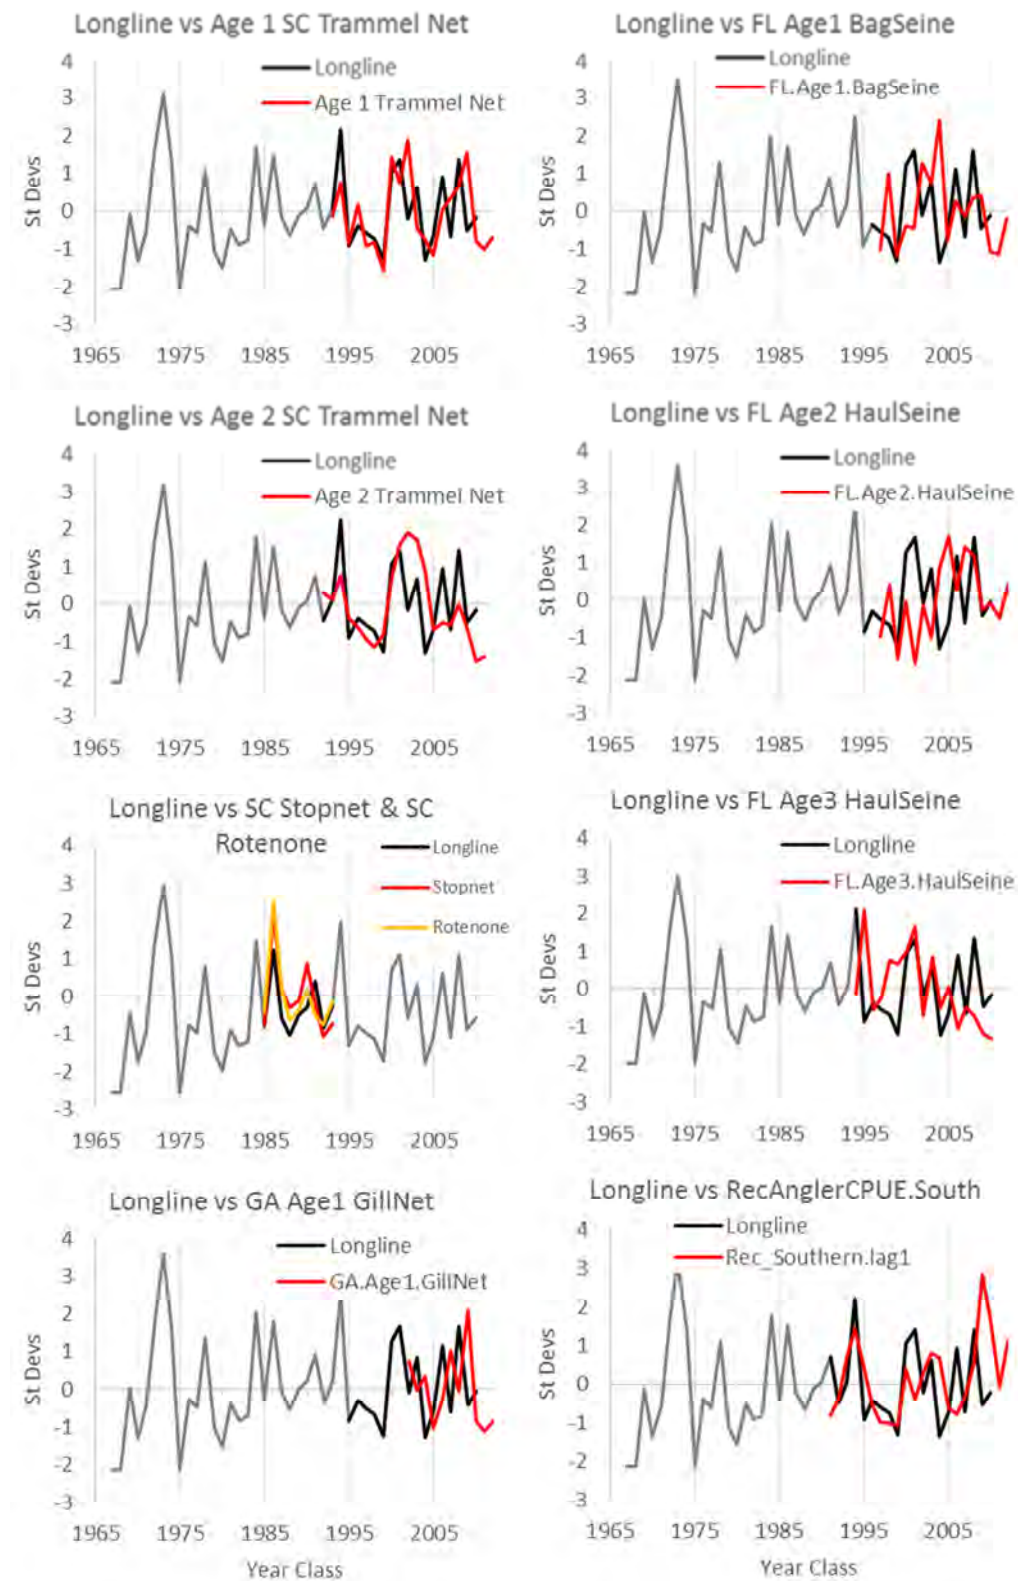 Longline vs Age 1 SC Trammel Net
Longline
Age 1 Trammel Net
St Devs
4
3
2
1
0
-1
-2
-3
1965 1975 1985 1995 2005
Longline vs FL Age1 BagSeine
Longline
FL.Age1.BagSeine
St Devs
4
3
2
1
0
-1
-2
-3
1965 1975 1985 1995 2005
Longline vs Age 2 SC Trammel Net
Longline
Age 2 Trammel Net
St Devs
4
3
2
1
0
-1
-2
-3
1965 1975 1985 1995 2005
Longline vs FL Age2 HaulSeine
Longline
FL.Age2.HaulSeine
St Devs
4
3
2
1
0
-1
-2
-3
1965 1975 1985 1995 2005
Longline vs SC Stopnet & SC
Rotenone
Longline
Stopnet
Rotenone
St Devs
4
3
2
1
0
-1
-2
-3
1965 1975 1985 1995 2005
Longline vs FL Age3 HaulSeine
Longline
FL.Age3.HaulSeine
St Devs
4
3
2
1
0
-1
-2
-3
1965 1975 1985 1995 2005
Longline vs GA Age1 GillNet
Longline
GA.Age1.GillNet
St Devs
4
3
2
1
0
-1
-2
-3
1965 1975 1985 1995 2005
Year Class
Longline vs RecAnglerCPUE.South
Longline
Rec_Southern.lag1
St Devs
4
3
2
1
0
-1
-2
-3
1965 1975 1985 1995 2005
Year Class